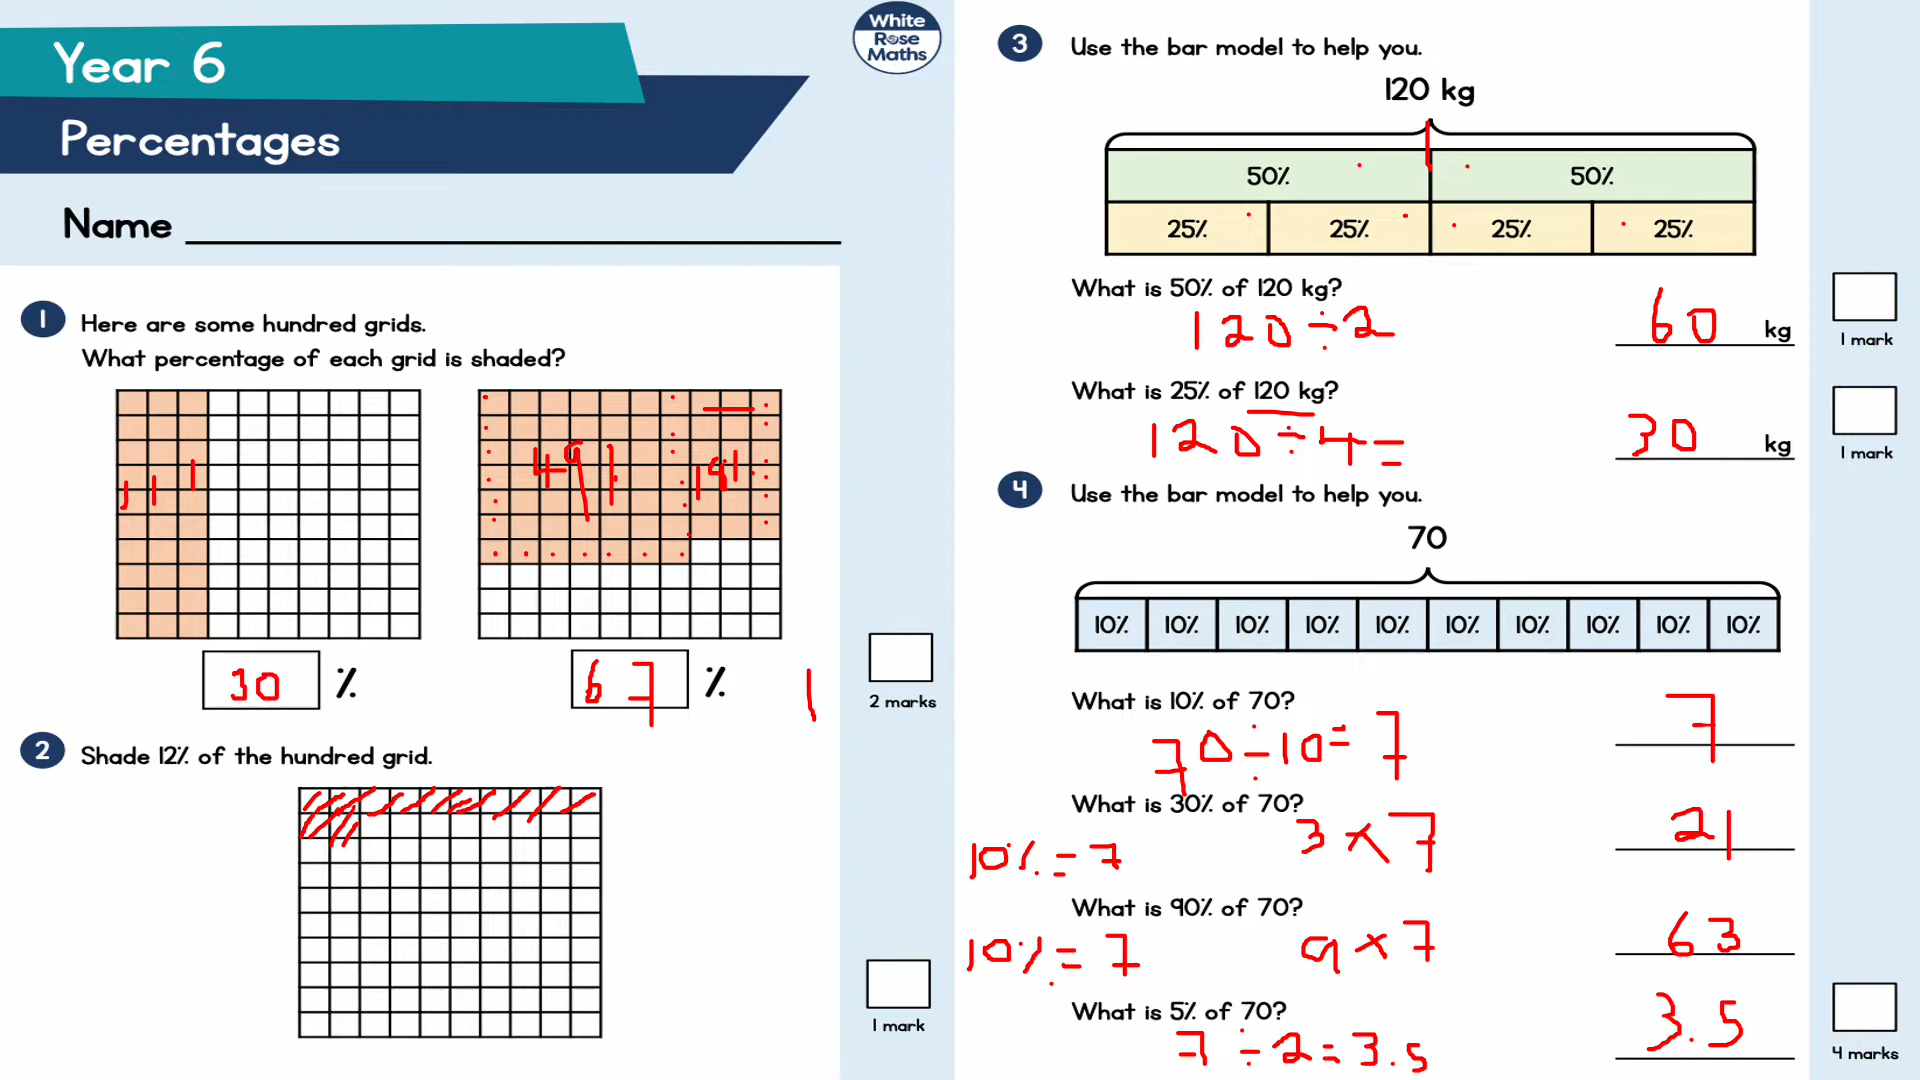 Year 6
Percentages
White
Rose
Maths
Name
1
Here are some hundred grids.
What percentage of each grid is shaded?
49
18
30 %
67 %
1
2 marks
2
Shade 12% of the hundred grid.
1 mark
3
Use the bar model to help you.
120 kg
50% 50%
25% 25% 25% 25%
What is 50% of 120 kg?
120 ÷ 2
60 kg
1 mark
What is 25% of 120 kg?
120 ÷ 4 =
30 kg
1 mark
4
Use the bar model to help you.
70
10% 10% 10% 10% 10% 10% 10% 10% 10% 10%
What is 10% of 70?
70 ÷ 10 = 7
7
What is 30% of 70?
10% = 7
3 × 7
21
What is 90% of 70?
10% = 7
9 × 7
63
What is 5% of 70?
7 ÷ 2 = 3.5
3.5
4 marks